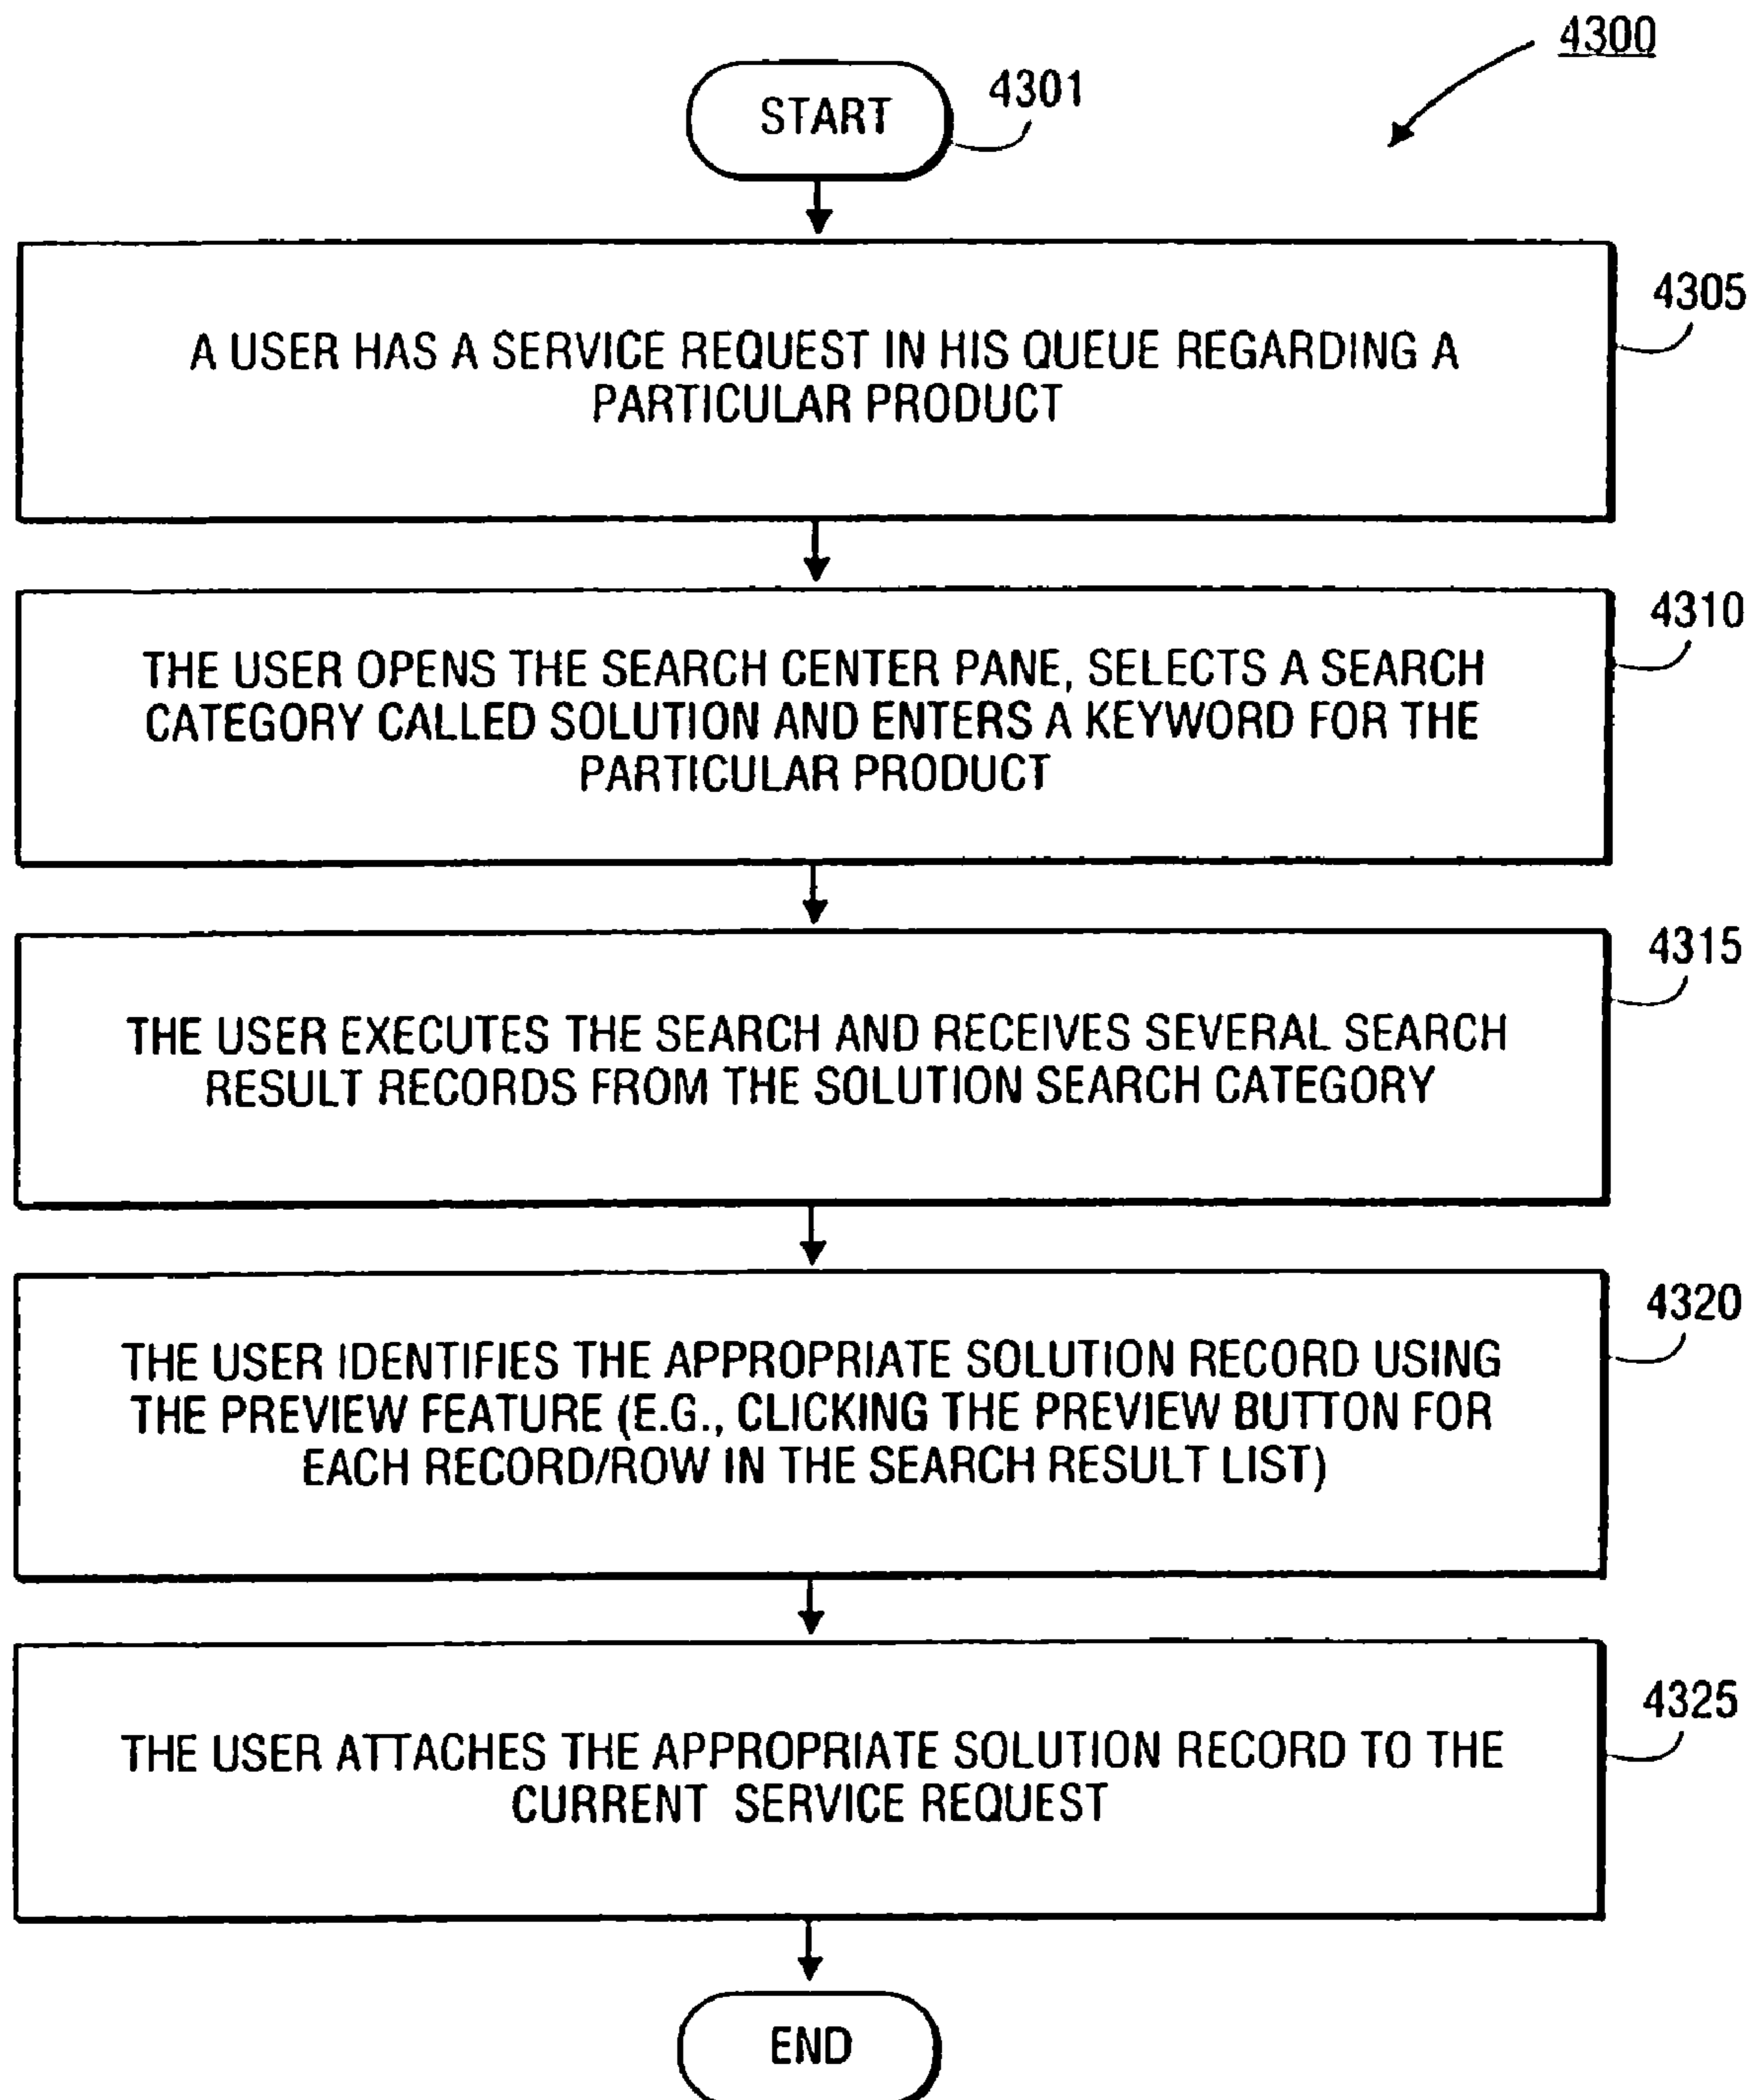 4300
START
4301
4305
A USER HAS A SERVICE REQUEST IN HIS QUEUE REGARDING A
PARTICULAR PRODUCT
4310
THE USER OPENS THE SEARCH CENTER PANE, SELECTS A SEARCH
CATEGORY CALLED SOLUTION AND ENTERS A KEYWORD FOR THE
PARTICULAR PRODUCT
4315
THE USER EXECUTES THE SEARCH AND RECEIVES SEVERAL SEARCH
RESULT RECORDS FROM THE SOLUTION SEARCH CATEGORY
4320
THE USER IDENTIFIES THE APPROPRIATE SOLUTION RECORD USING
THE PREVIEW FEATURE (E.G., CLICKING THE PREVIEW BUTTON FOR
EACH RECORD/ROW IN THE SEARCH RESULT LIST)
4325
THE USER ATTACHES THE APPROPRIATE SOLUTION RECORD TO THE
CURRENT SERVICE REQUEST
END